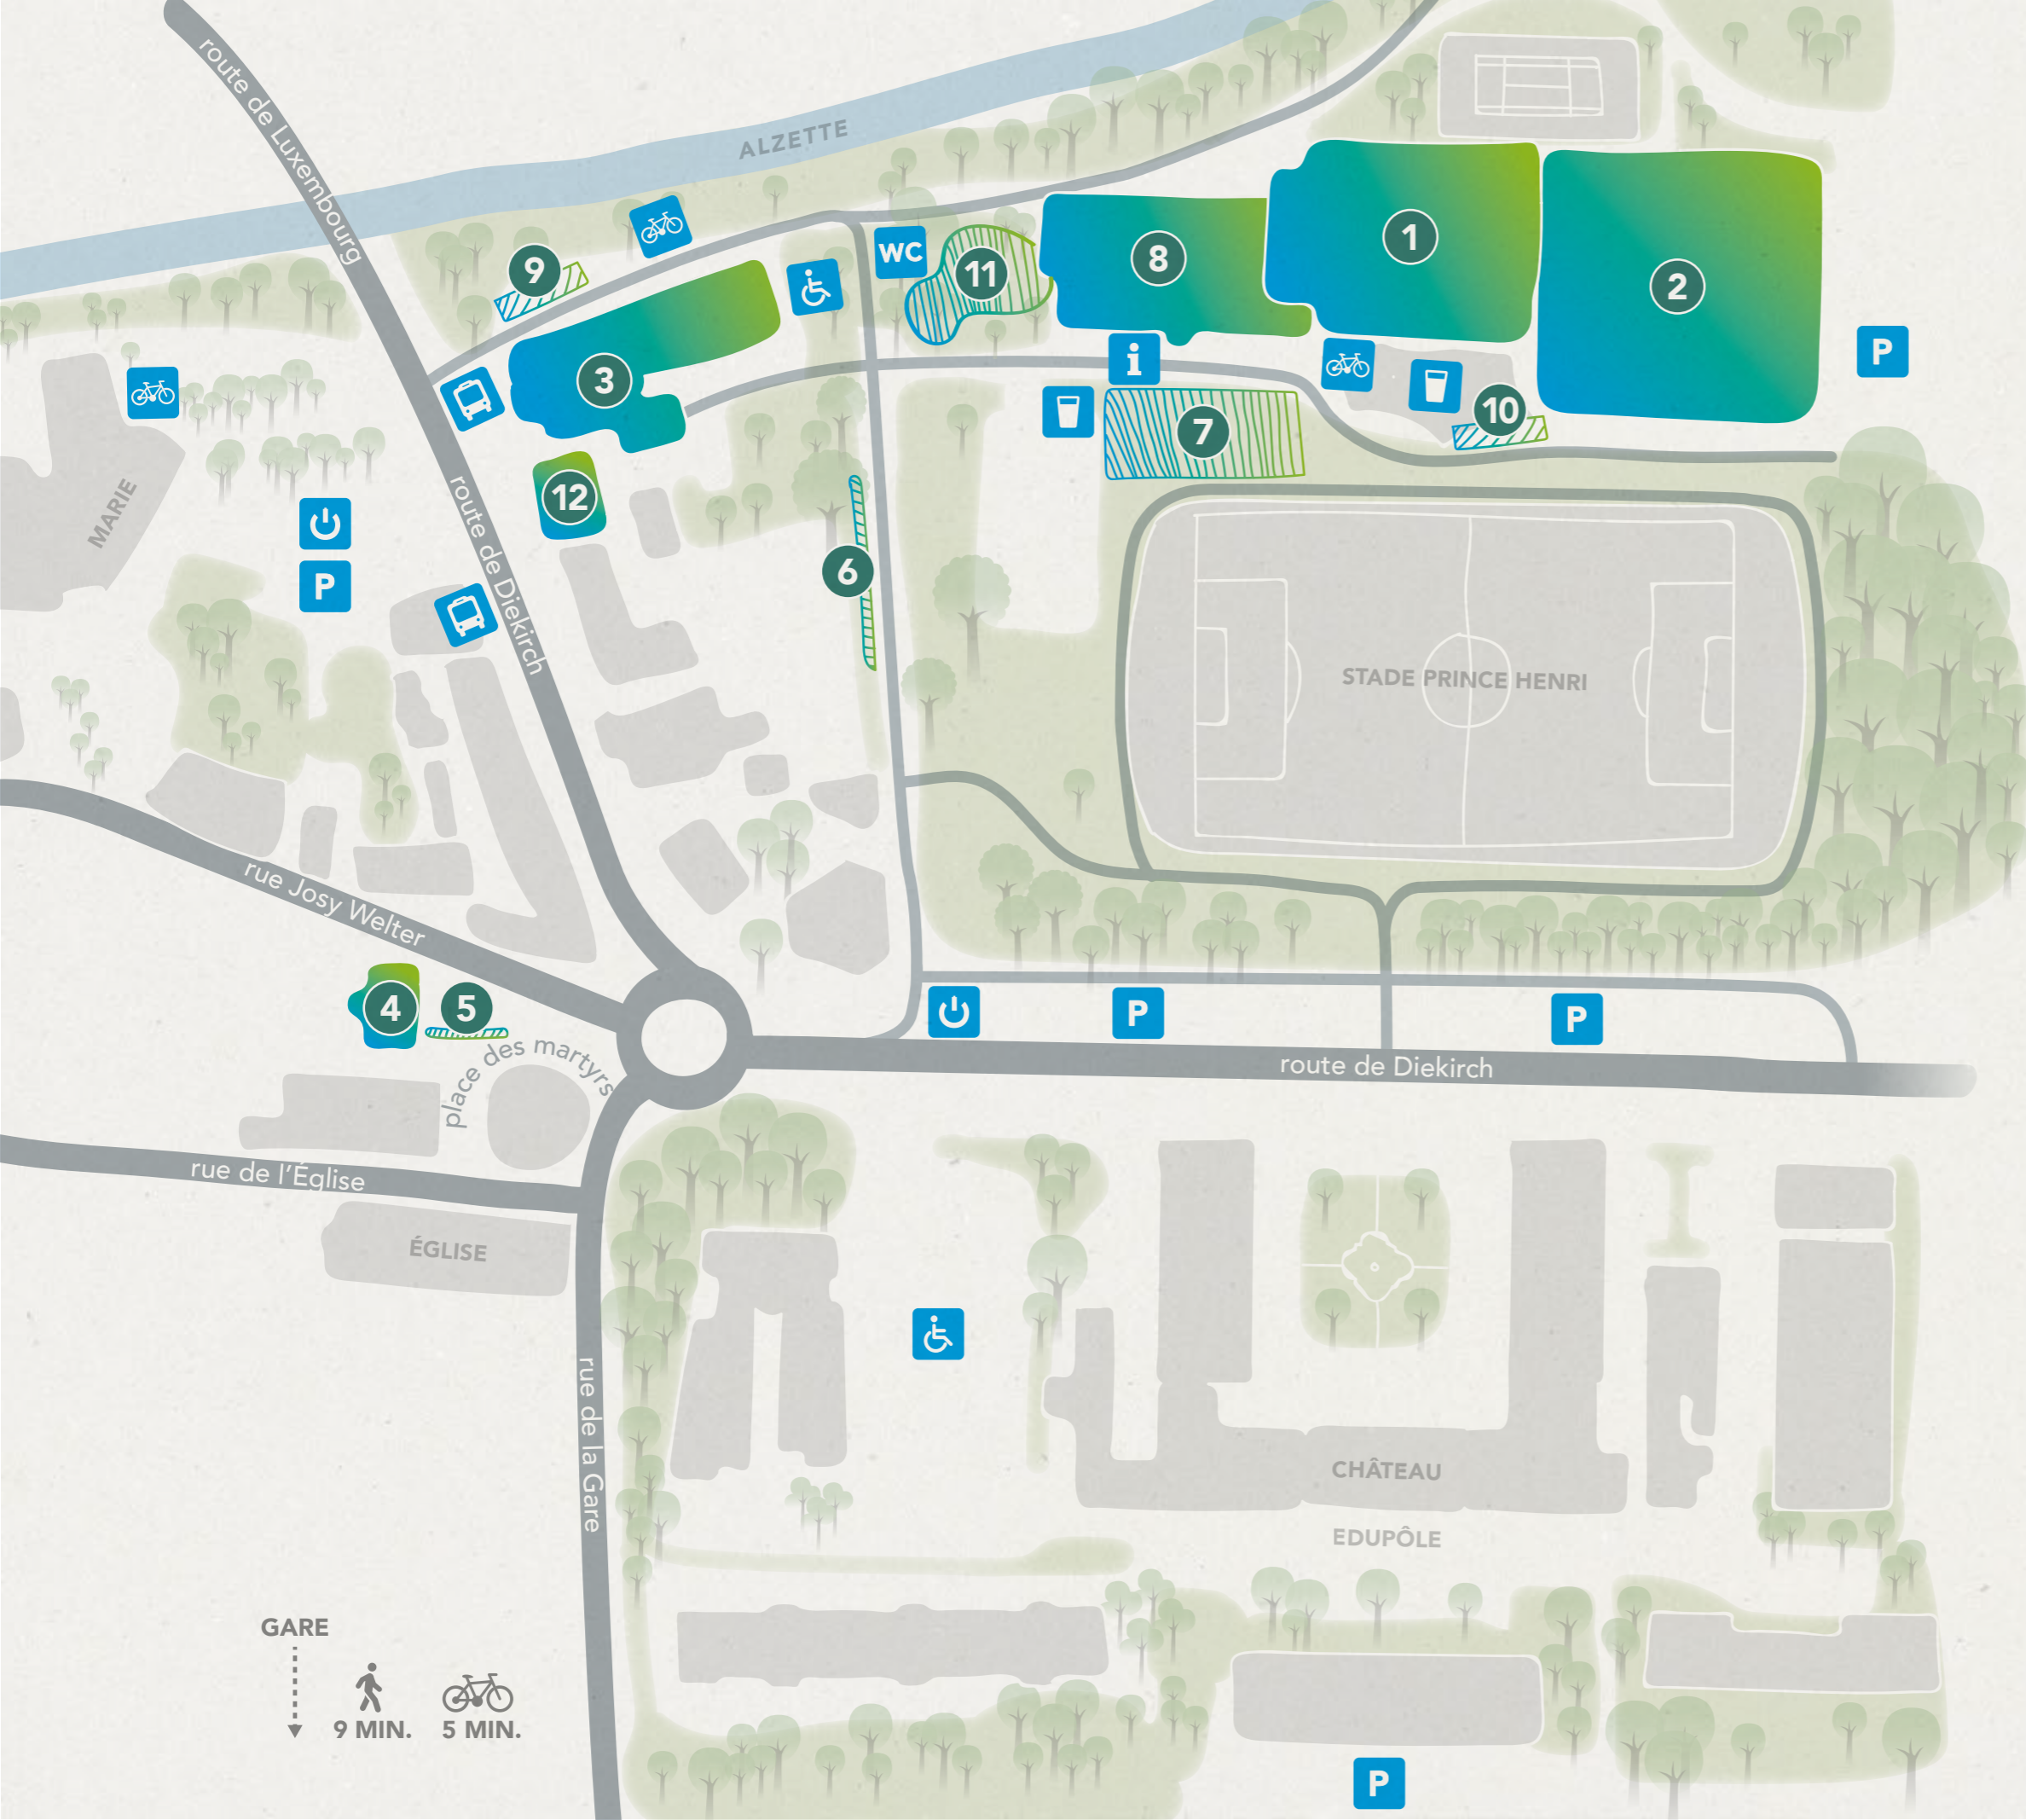 route de Luxembourg
ALZETTE
1
WC
8
11
9
2
P
i
3
10
7
12
MARIE
route de Diekirch
6
P
STADE PRINCE HENRI
rue Josy Welter
4
5
P
P
place des martyrs
route de Diekirch
rue de l'Église
ÉGLISE
rue de la Gare
CHÂTEAU
EDUPÔLE
GARE
9 MIN.
5 MIN.
P